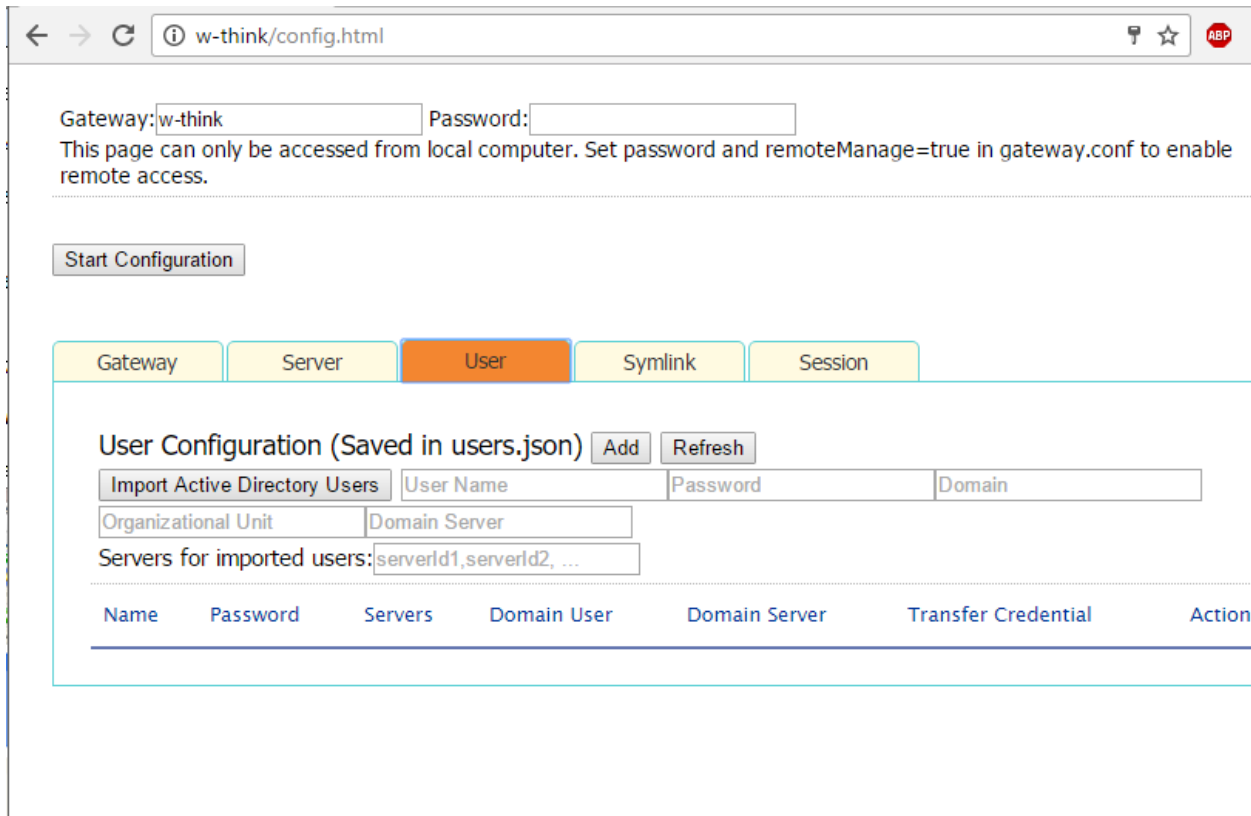 w-think/config.html
ABP
Gateway: w-think Password:
This page can only be accessed from local computer. Set password and remoteManage=true in gateway.conf to enable
remote access.
Start Configuration
Gateway Server User Symlink Session
User Configuration (Saved in users.json) Add Refresh
Import Active Directory Users User Name Password Domain
Organizational Unit Domain Server
Servers for imported users: serverId1,serverId2, ...
Name Password Servers Domain User Domain Server Transfer Credential Action